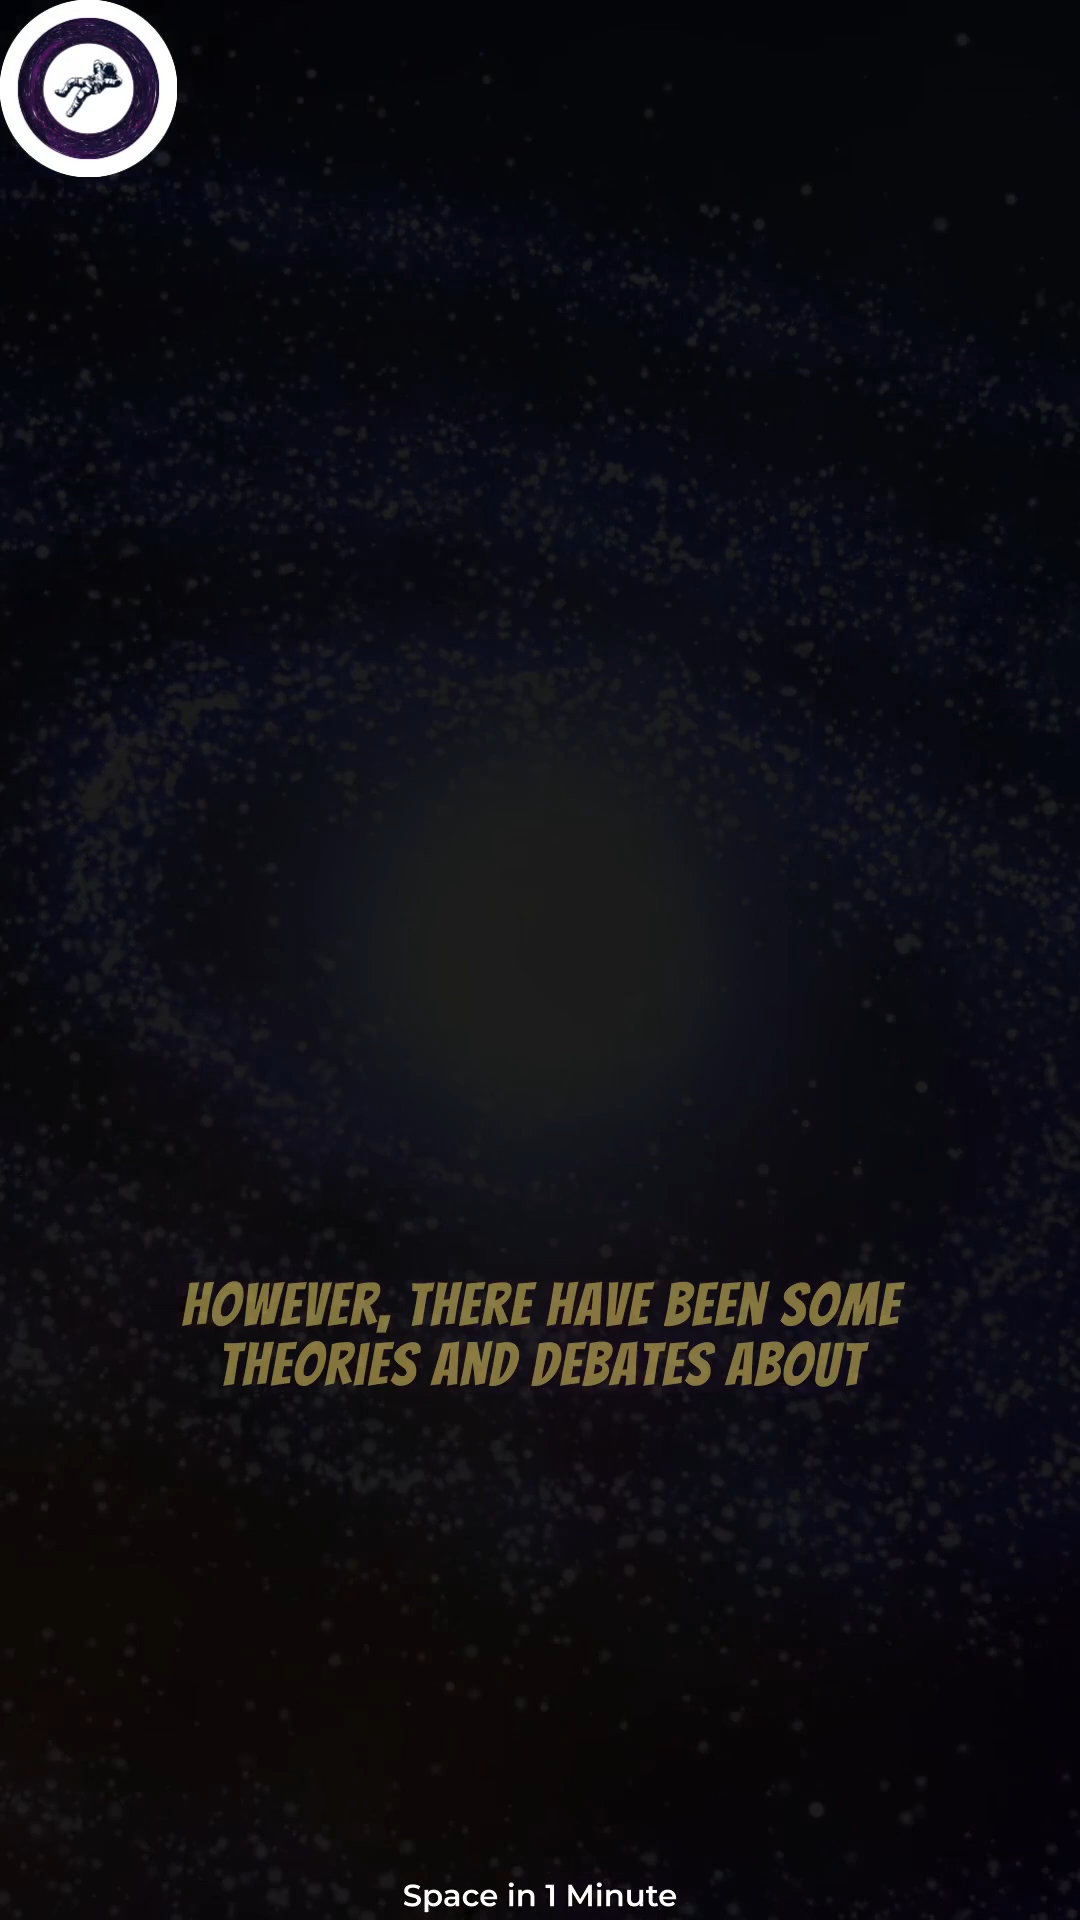 HOWEVER, THERE HAVE BEEN SOME
THEORIES AND DEBATES ABOUT
Space in 1 Minute